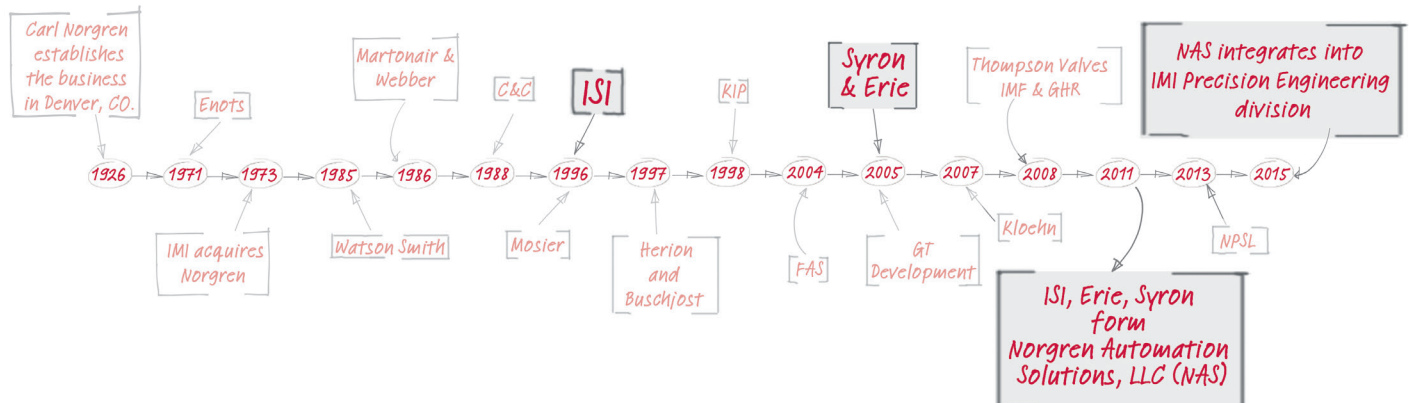 Carl Norgren
establishes
the business
in Denver, CO.
Enots
Martonair &
Webber
C&C
ISI
KIP
Syron
& Erie
Thompson Valves
IMF & GHR
NAS integrates into
IMI Precision Engineering
division
1926
1971
1973
1985
1986
1988
1996
1997
1998
2004
2005
2007
2008
2011
2013
2015
IMI acquires
Norgren
Watson Smith
Mosier
Herion
and
Buschjost
FAS
GT
Development
Kloehn
ISI, Erie, Syron
form
Norgren Automation
Solutions, LLC (NAS)
NPSL